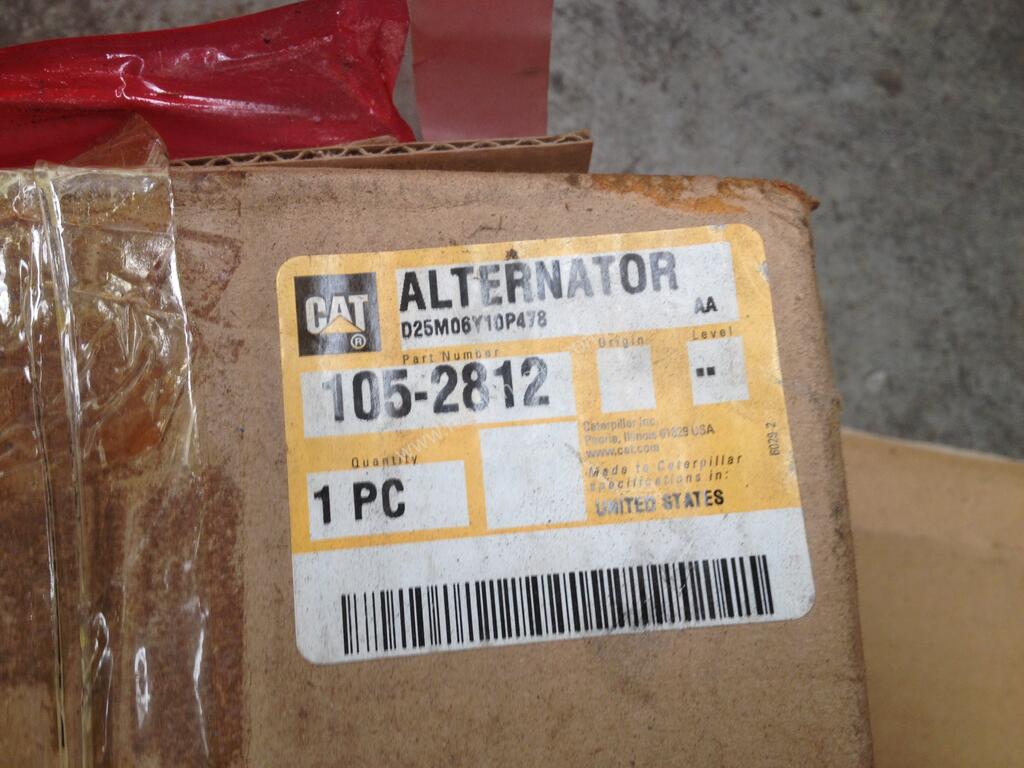 CAT
®
ALTERNATOR
D25M06Y10P478
AA
Part Number
Origin
Level
105-2812
--
Quantity
1 PC
Caterpillar Inc.
Peoria, Illinois 61629 USA
www.cat.com
Made to Caterpillar
specifications in:
UNITED STATES
8029-2